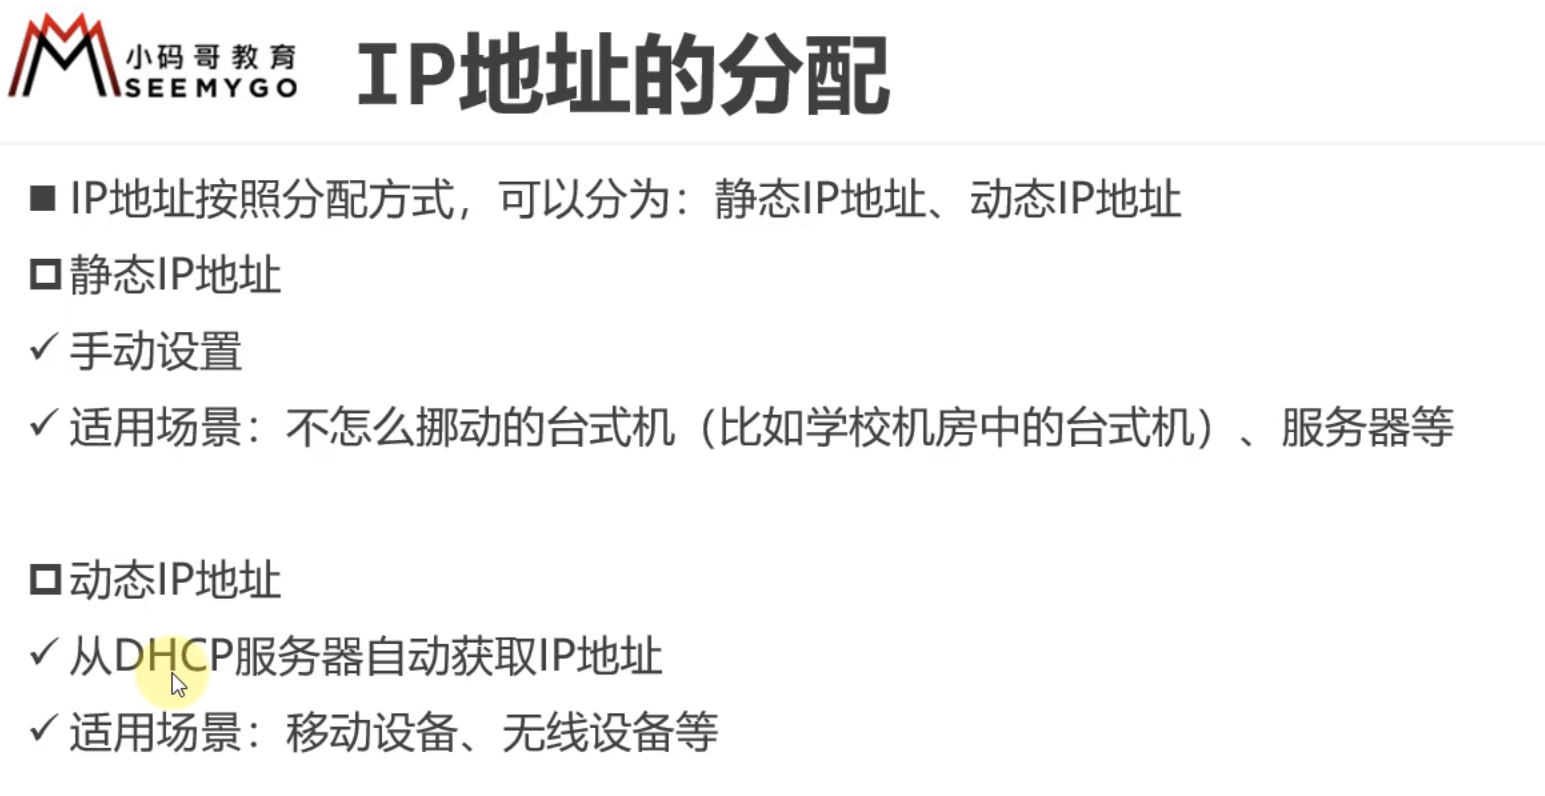 小码哥教育
SEEMYGO
IP地址的分配
■ IP地址按照分配方式，可以分为：静态IP地址、动态IP地址
静态IP地址
✓ 手动设置
✓ 适用场景：不怎么挪动的台式机（比如学校机房中的台式机）、服务器等
动态IP地址
✓ 从DHCP服务器自动获取IP地址
✓ 适用场景：移动设备、无线设备等